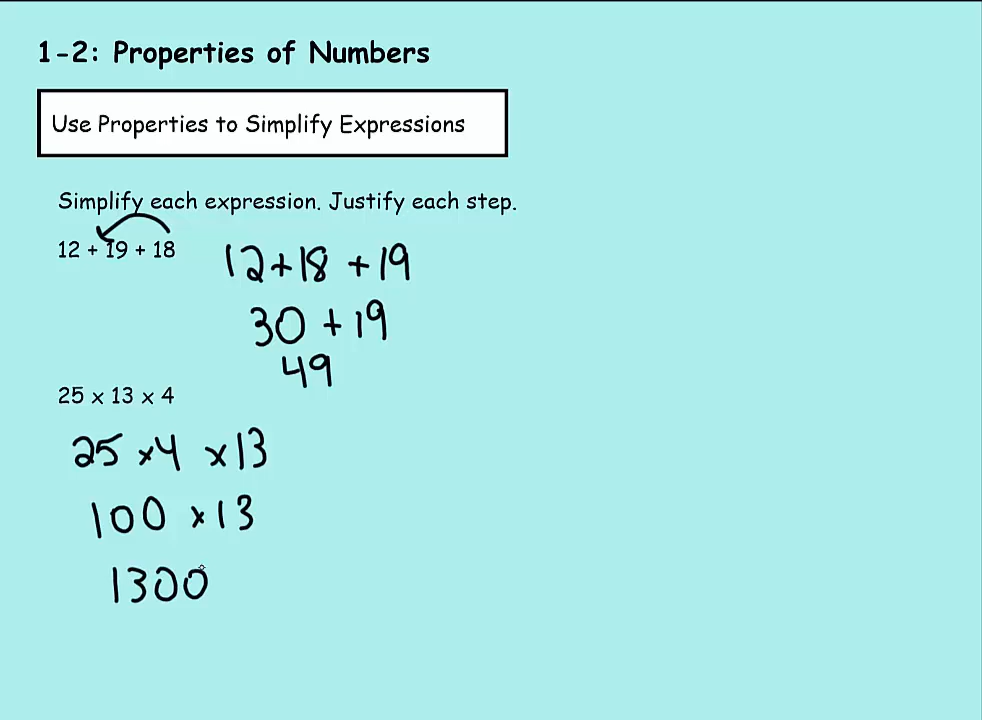 1-2: Properties of Numbers
Use Properties to Simplify Expressions
Simplify each expression. Justify each step.
12 + 19 + 18
12+18 +19
30 +19
49
25 x 13 x 4
25 x4 x13
100 x13
1300